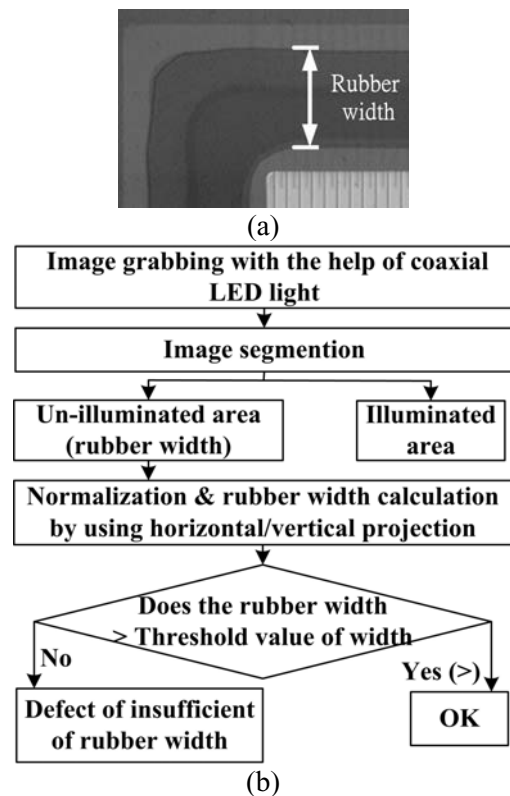 Rubber
width
(a)
Image grabbing with the help of coaxial
LED light
Image segmention
Un-illuminated area
(rubber width)
Illuminated
area
Normalization & rubber width calculation
by using horizontal/vertical projection
Does the rubber width
> Threshold value of width
No
Yes (>)
Defect of insufficient
of rubber width
OK
(b)